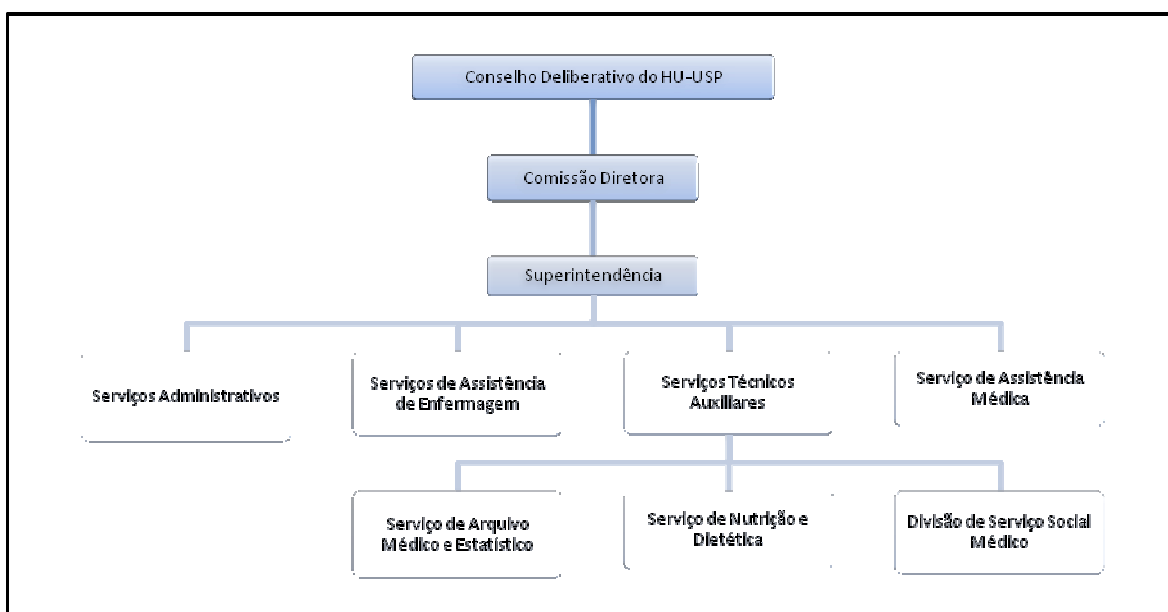 Conselho Deliberativo do HU-USP
Comissão Diretora
Superintendência
Serviços Administrativos
Serviços de Assistência
de Enfermagem
Serviços Técnicos
Auxiliares
Serviço de Assistência
Médica
Serviço de Arquivo
Médico e Estatístico
Serviço de Nutrição e
Dietética
Divisão de Serviço Social
Médico